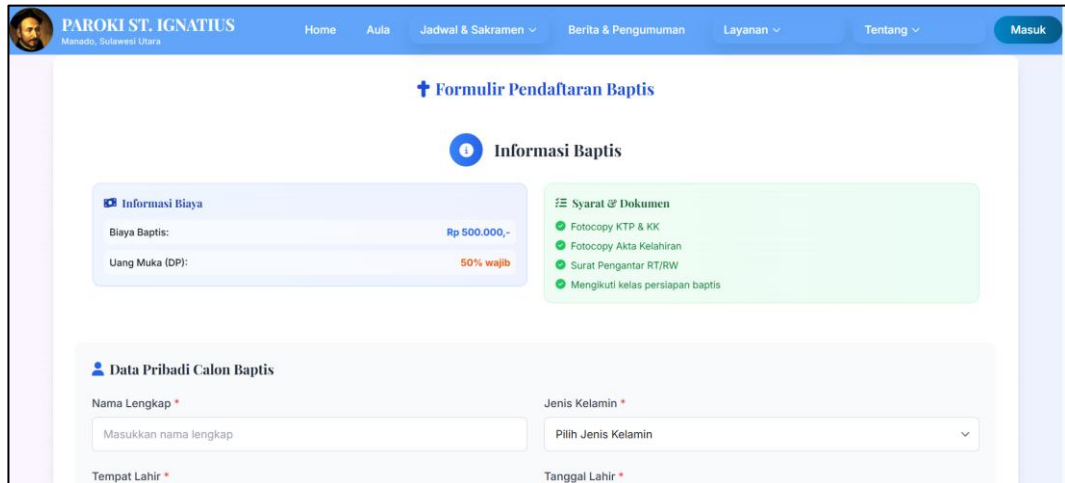 PAROKI ST. IGNATIUS
Manado, Sulawesi Utara
Home
Aula
Jadwal & Sakramen
Berita & Pengumuman
Layanan
Tentang
Masuk
Formulir Pendaftaran Baptis
Informasi Baptis
Informasi Biaya
Biaya Baptis: Rp 500.000,-
Uang Muka (DP): 50% wajib
Syarat & Dokumen
Fotocopy KTP & KK
Fotocopy Akta Kelahiran
Surat Pengantar RT/RW
Mengikuti kelas persiapan baptis
Data Pribadi Calon Baptis
Nama Lengkap *
Masukkan nama lengkap
Jenis Kelamin *
Pilih Jenis Kelamin
Tempat Lahir *
Tanggal Lahir *